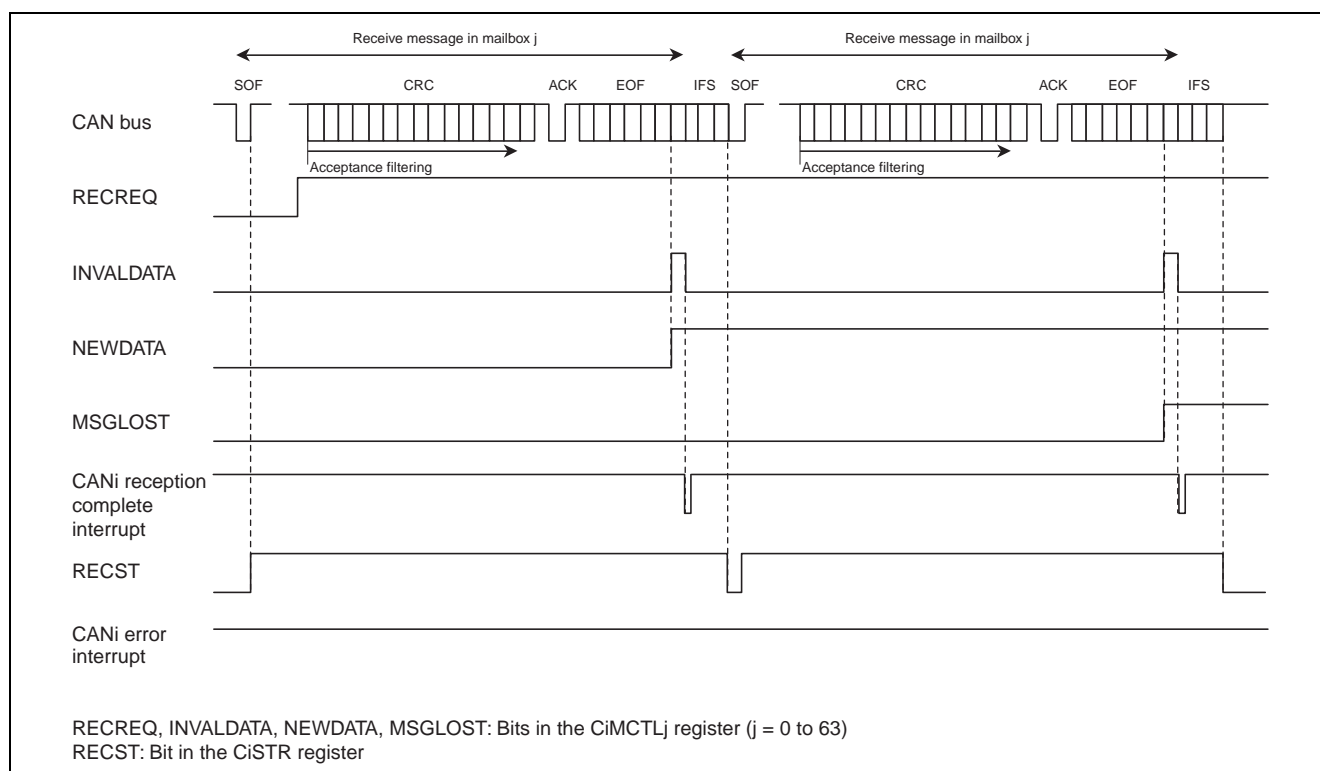 Receive message in mailbox j Receive message in mailbox j
SOF CRC ACK EOF IFS SOF CRC ACK EOF IFS
CAN bus
Acceptance filtering Acceptance filtering
RECREQ
INVALDATA
NEWDATA
MSGLOST
CANi reception
complete
interrupt
RECST
CANi error
interrupt
RECREQ, INVALDATA, NEWDATA, MSGLOST: Bits in the CiMCTLj register (j = 0 to 63)
RECST: Bit in the CiSTR register